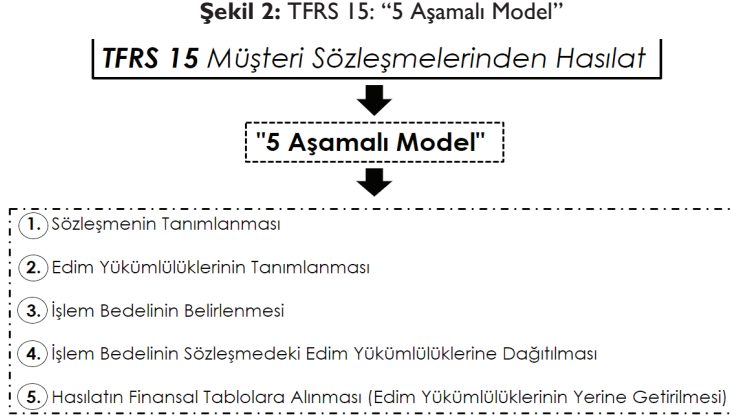 Şekil 2: TFRS 15: “5 Aşamalı Model”
TFRS 15 Müşteri Sözleşmelerinden Hasılat
"5 Aşamalı Model"
1. Sözleşmenin Tanımlanması
2. Edim Yükümlülüklerinin Tanımlanması
3. İşlem Bedelinin Belirlenmesi
4. İşlem Bedelinin Sözleşmedeki Edim Yükümlülüklerine Dağıtılması
5. Hasılatın Finansal Tablolara Alınması (Edim Yükümlülüklerinin Yerine Getirilmesi)